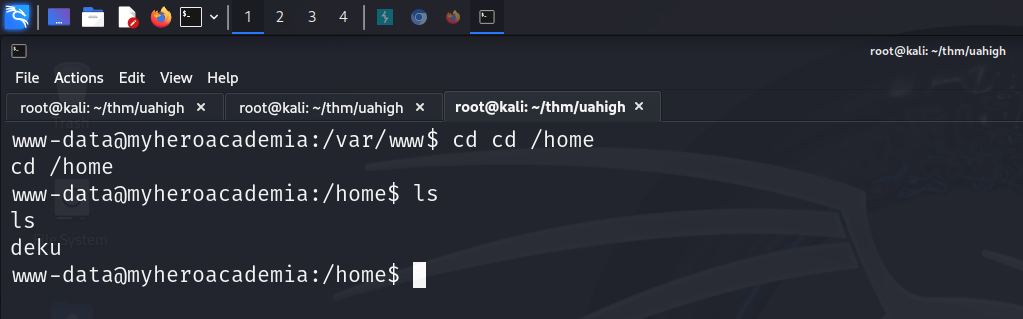 1 2 3 4
root@kali: ~/thm/uahigh
File Actions Edit View Help
root@kali: ~/thm/uahigh × root@kali: ~/thm/uahigh × root@kali: ~/thm/uahigh ×
www-data@myheroacademia:/var/www$ cd cd /home
cd /home
www-data@myheroacademia:/home$ ls
ls
File System
deku
www-data@myheroacademia:/home$